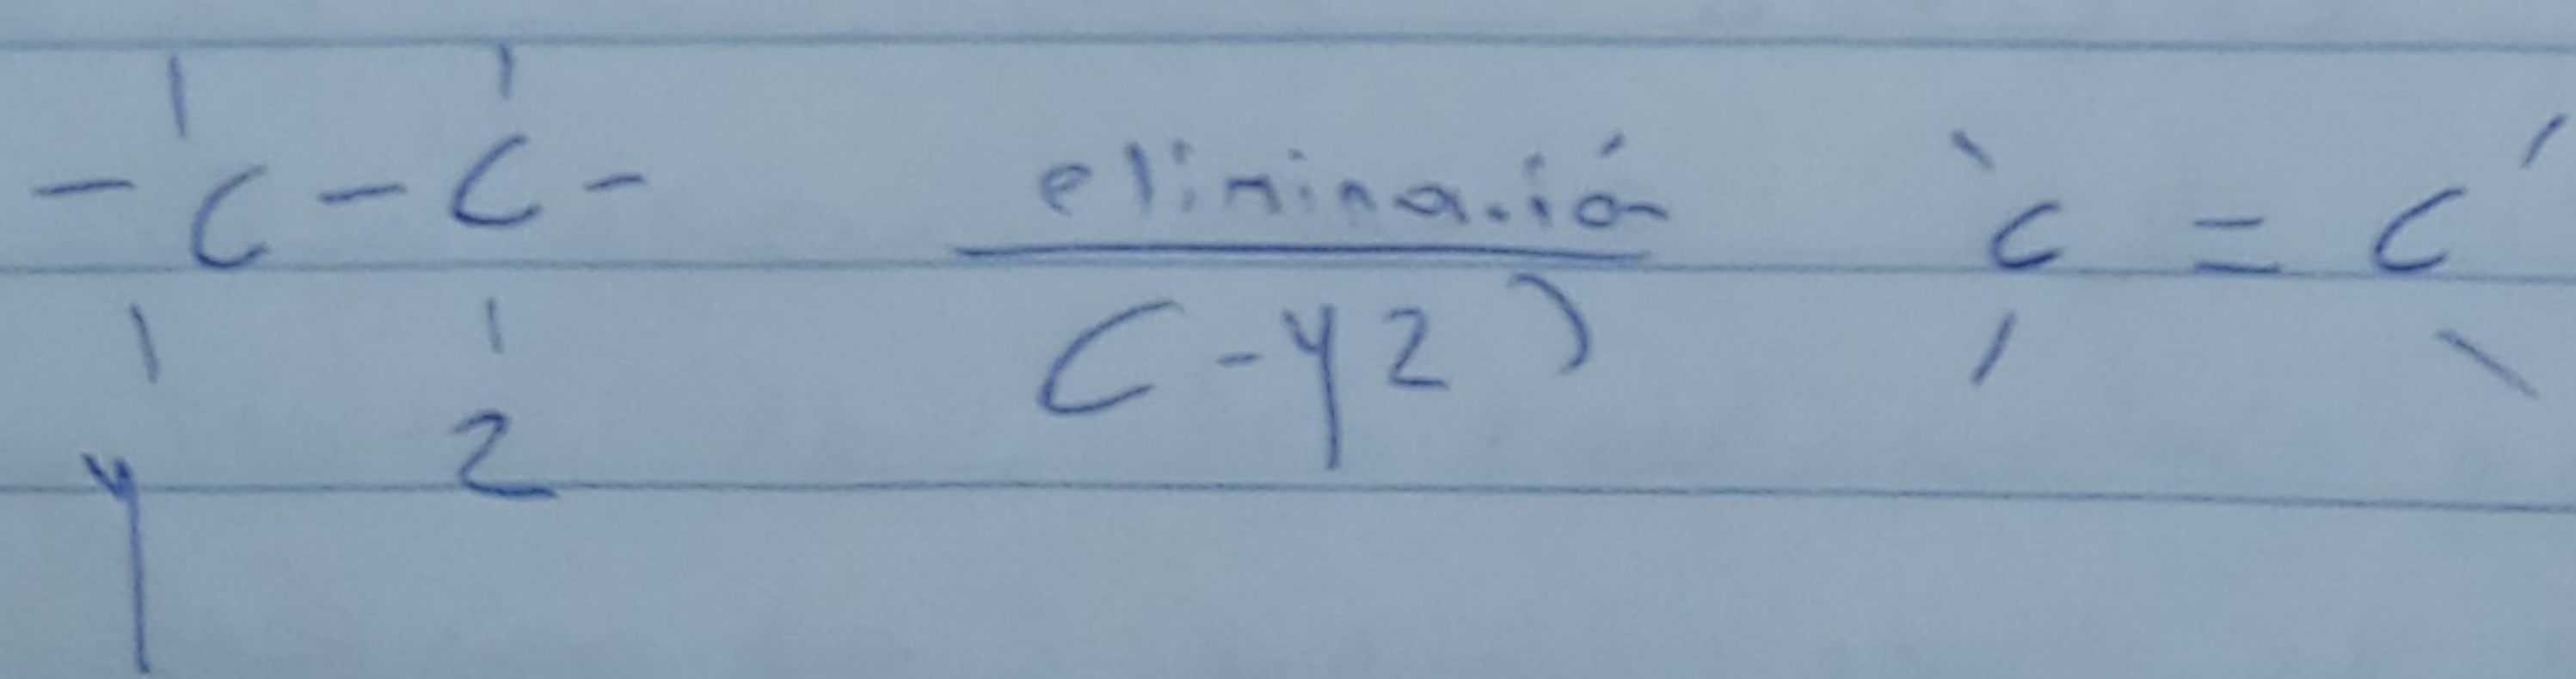 -C-C- eliminación C=C
(-y2)
y 2